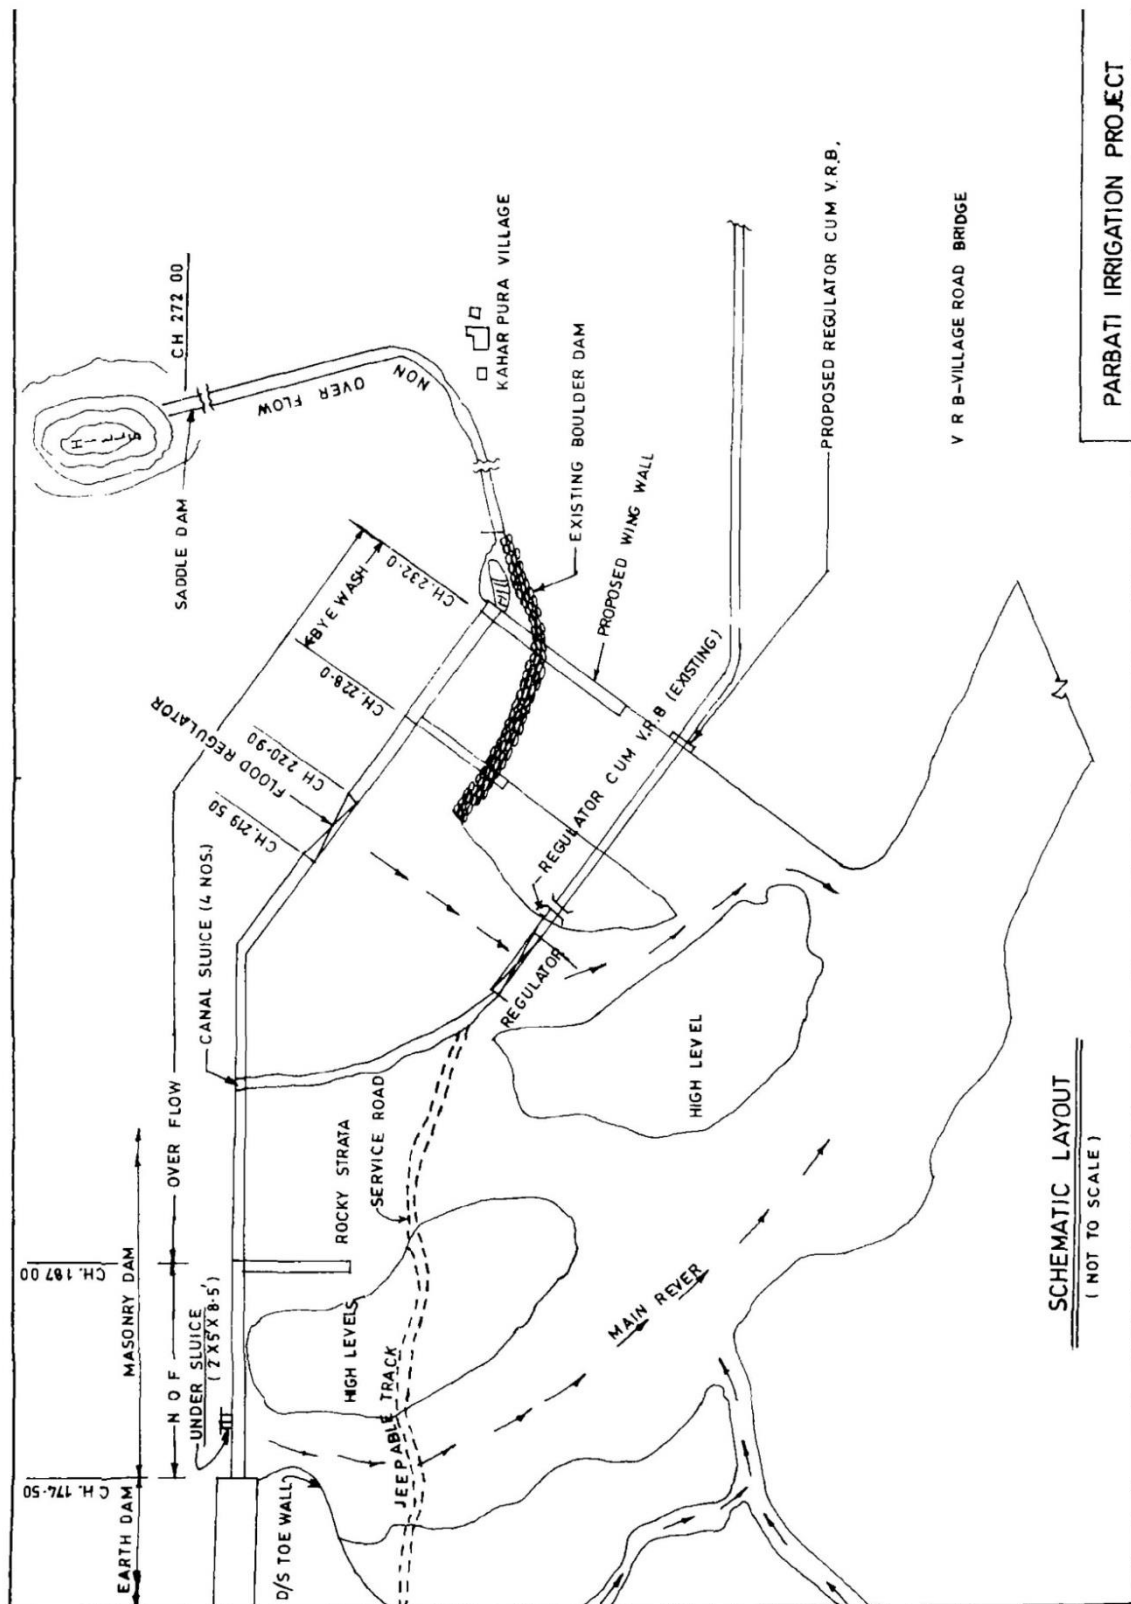 PARBATI IRRIGATION PROJECT
SCHEMATIC LAYOUT
( NOT TO SCALE )
V R B-VILLAGE ROAD BRIDGE
EARTH DAM
C H. 174·50
MASONRY DAM
N O F
CH. 187 00
OVER FLOW
UNDER SLUICE
( 2 X5'X 8·5')
D/S TOE WALL
HIGH LEVELS
JEEPABLE TRACK
ROCKY STRATA
SERVICE ROAD
MAIN REVER
CANAL SLUICE (4 NOS.)
CH.219 50
FLOOD REGULATOR
CH 220·90
CH.228·0
BYE WASH
CH.232·0
HILL
SADDLE DAM
CH 272 00
HILL
NON
OVER FLOW
KAHAR PURA VILLAGE
EXISTING BOULDER DAM
PROPOSED WING WALL
REGULATOR CUM V.R.B (EXISTING)
REGULATOR
PROPOSED REGULATOR CUM V.R.B,
HIGH LEVEL